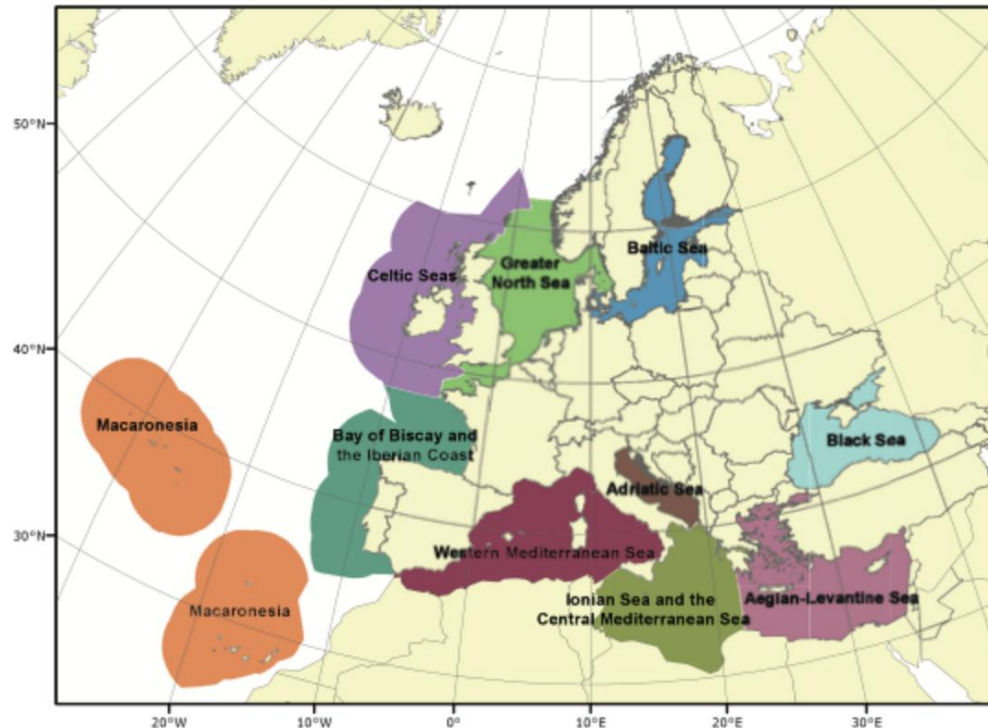 50°N
Celtic Seas
Greater
North Sea
Baltic Sea
40°N
Macaronesia
Bay of Biscay and
the Iberian Coast
Black Sea
Adriatic Sea
30°N
Western Mediterranean Sea
Ionian Sea and the
Central Mediterranean Sea
Aegian-Levantine Sea
Macaronesia
20°W
10°W
0°
10°E
20°E
30°E